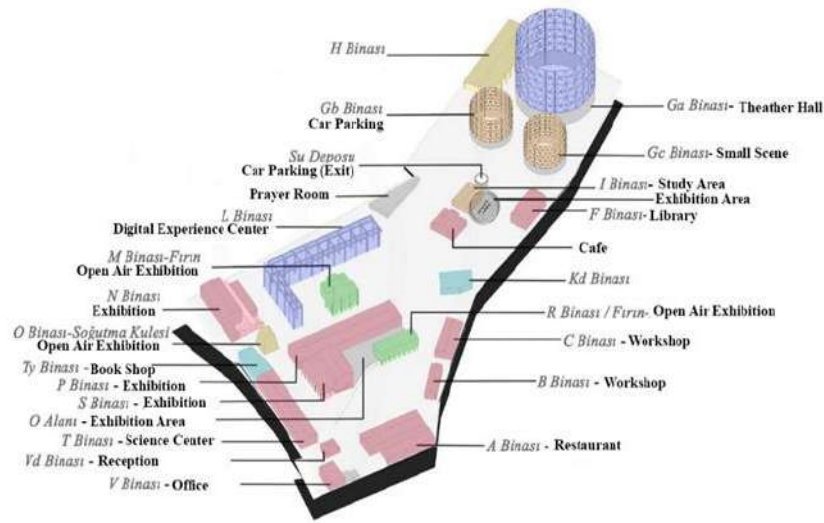 H Binası
Gb Binası
Car Parking
Su Deposu
Car Parking (Exit)
Prayer Room
L Binası
Digital Experience Center
M Binası-Fırın
Open Air Exhibition
N Binası
Exhibition
O Binası-Soğutma Kulesi
Open Air Exhibition
Ty Binası - Book Shop
P Binası - Exhibition
S Binası - Exhibition
O Alanı - Exhibition Area
T Binası - Science Center
Vd Binası - Reception
V Binası - Office
Ga Binası- Theather Hall
Gc Binası- Small Scene
I Binası- Study Area
Exhibition Area
F Binası- Library
Cafe
Kd Binası
R Binası / Fırın- Open Air Exhibition
C Binası - Workshop
B Binası - Workshop
A Binası - Restaurant